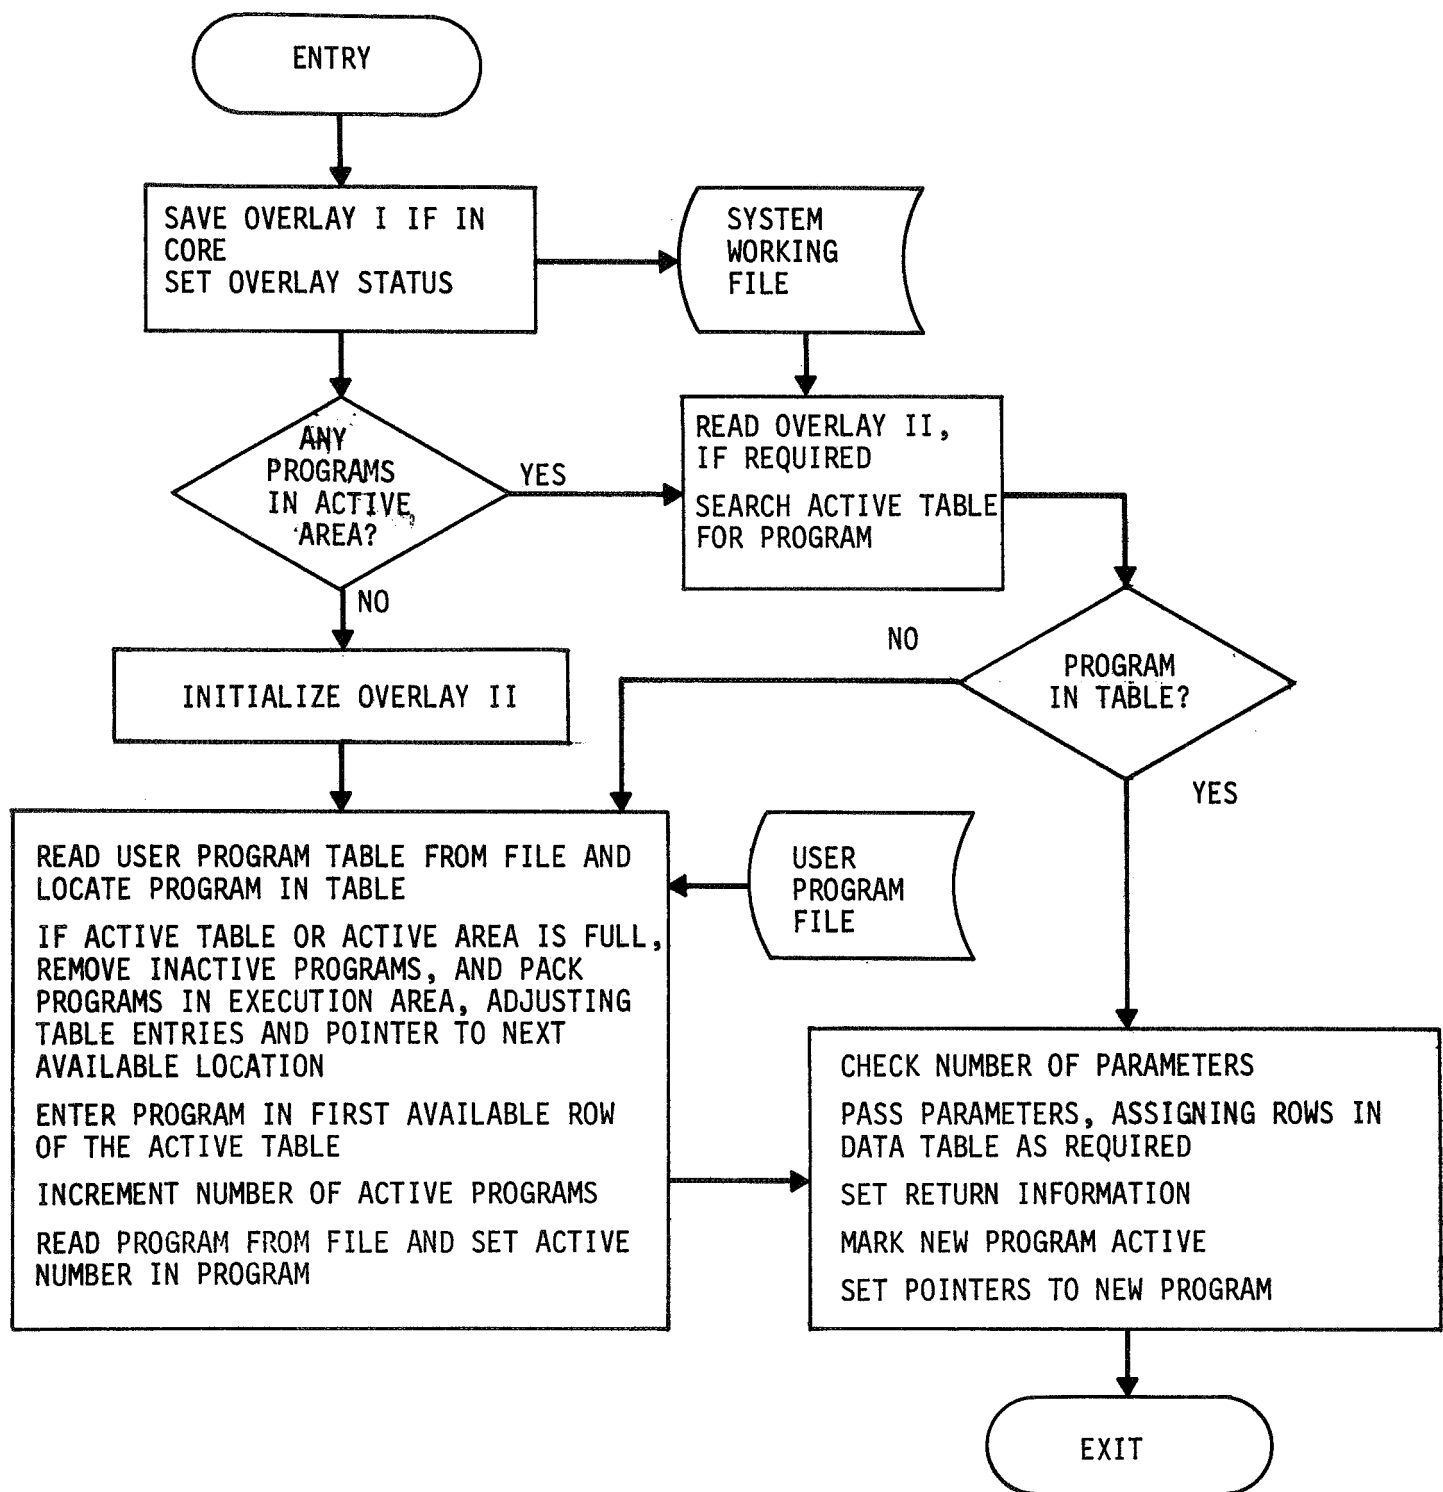 ENTRY
SAVE OVERLAY I IF IN
CORE
SET OVERLAY STATUS
SYSTEM
WORKING
FILE
ANY
PROGRAMS
IN ACTIVE
AREA?
YES
NO
READ OVERLAY II,
IF REQUIRED
SEARCH ACTIVE TABLE
FOR PROGRAM
INITIALIZE OVERLAY II
NO
PROGRAM
IN TABLE?
YES
READ USER PROGRAM TABLE FROM FILE AND
LOCATE PROGRAM IN TABLE
IF ACTIVE TABLE OR ACTIVE AREA IS FULL,
REMOVE INACTIVE PROGRAMS, AND PACK
PROGRAMS IN EXECUTION AREA, ADJUSTING
TABLE ENTRIES AND POINTER TO NEXT
AVAILABLE LOCATION
ENTER PROGRAM IN FIRST AVAILABLE ROW
OF THE ACTIVE TABLE
INCREMENT NUMBER OF ACTIVE PROGRAMS
READ PROGRAM FROM FILE AND SET ACTIVE
NUMBER IN PROGRAM
USER
PROGRAM
FILE
CHECK NUMBER OF PARAMETERS
PASS PARAMETERS, ASSIGNING ROWS IN
DATA TABLE AS REQUIRED
SET RETURN INFORMATION
MARK NEW PROGRAM ACTIVE
SET POINTERS TO NEW PROGRAM
EXIT